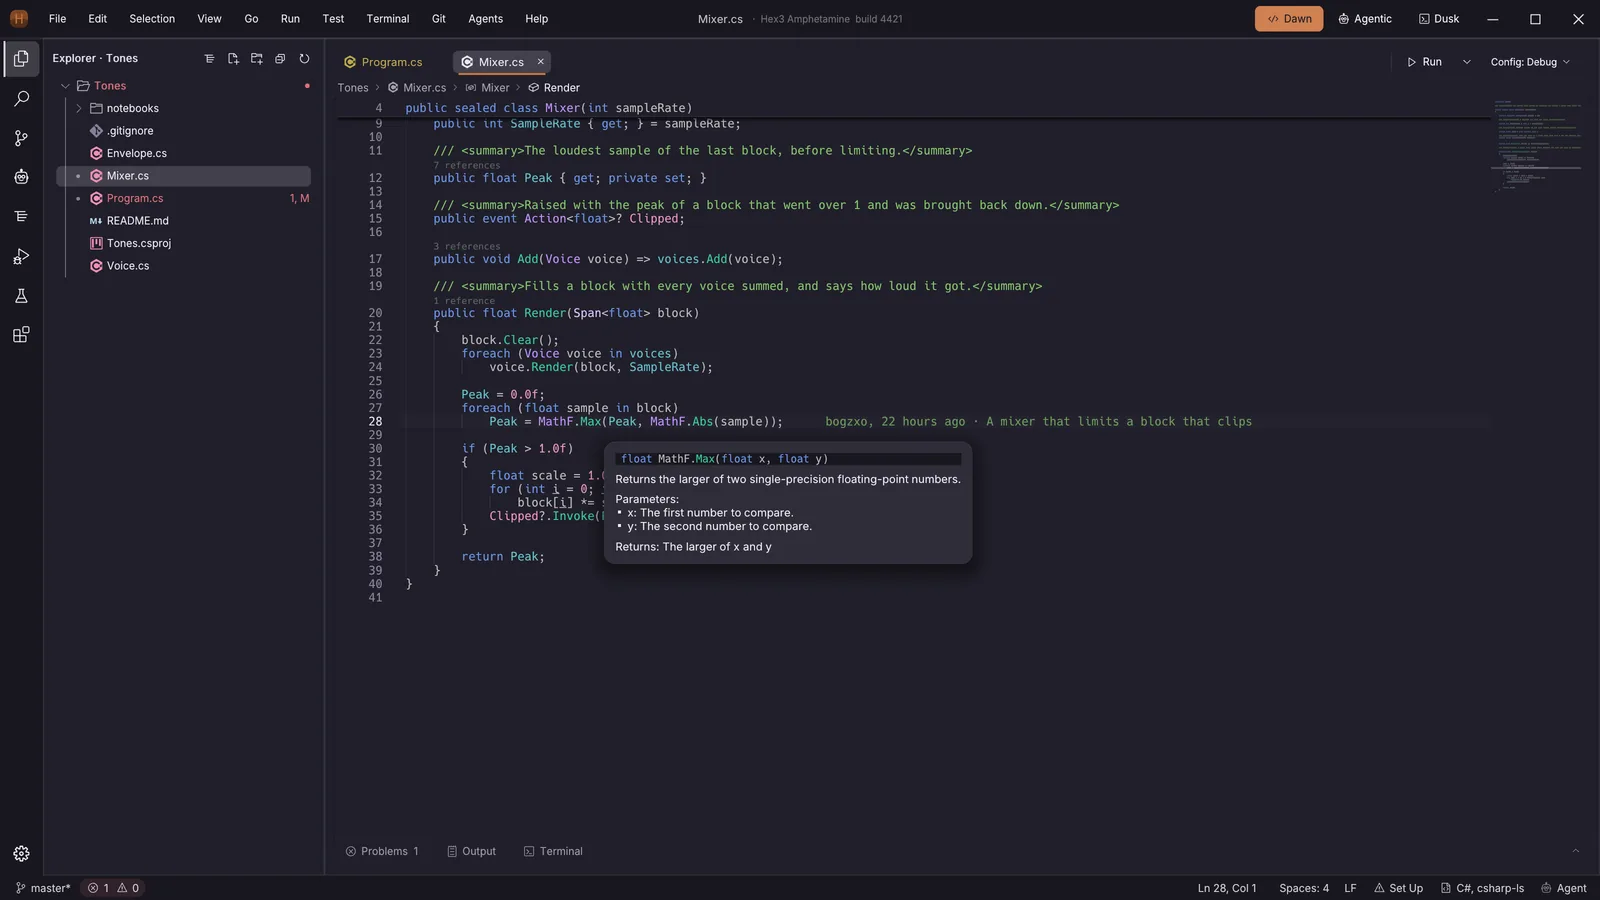 H File Edit Selection View Go Run Test Terminal Git Agents Help Mixer.cs · Hex3 Amphetamine build 4421 Dawn Agentic Dusk
Explorer · Tones
Tones
notebooks
.gitignore
Envelope.cs
Mixer.cs
Program.cs 1, M
README.md
Tones.csproj
Voice.cs
Program.cs Mixer.cs
Run Config: Debug
Tones Mixer.cs Mixer Render
4 public sealed class Mixer(int sampleRate)
9 public int SampleRate { get; } = sampleRate;
10
11 /// <summary>The loudest sample of the last block, before limiting.</summary>
7 references
12 public float Peak { get; private set; }
13
14 /// <summary>Raised with the peak of a block that went over 1 and was brought back down.</summary>
15 public event Action<float>? Clipped;
16
3 references
17 public void Add(Voice voice) => voices.Add(voice);
18
19 /// <summary>Fills a block with every voice summed, and says how loud it got.</summary>
1 reference
20 public float Render(Span<float> block)
21 {
22 block.Clear();
23 foreach (Voice voice in voices)
24 voice.Render(block, SampleRate);
25
26 Peak = 0.0f;
27 foreach (float sample in block)
28 Peak = MathF.Max(Peak, MathF.Abs(sample)); bogzxo, 22 hours ago · A mixer that limits a block that clips
29
30 if (Peak > 1.0f)
31 {
32 float scale = 1.
33 for (int i = 0;
34 block[i] *=
35 Clipped?.Invoke(
36 }
37
38 return Peak;
39 }
40 }
41
float MathF.Max(float x, float y)
Returns the larger of two single-precision floating-point numbers.
Parameters:
• x: The first number to compare.
• y: The second number to compare.
Returns: The larger of x and y
Problems 1 Output Terminal
master* 1 0 Ln 28, Col 1 Spaces: 4 LF Set Up C#, csharp-ls Agent